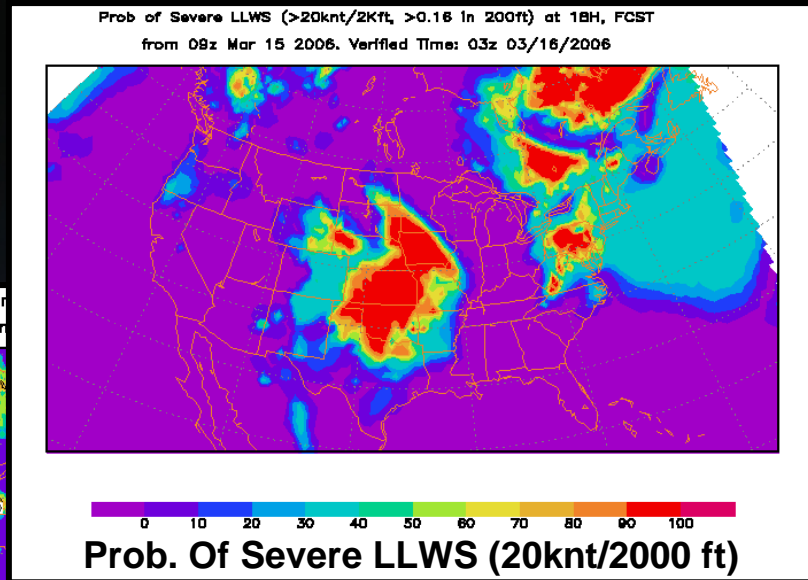 Prob of Severe LLWS (>20knt/2Kft, >0.16 in 200ft) at 18H, FCST
from 09z Mar 15 2006. Verified Time: 03z 03/16/2006
0 10 20 30 40 50 60 70 80 90 100
Prob. Of Severe LLWS (20knt/2000 ft)